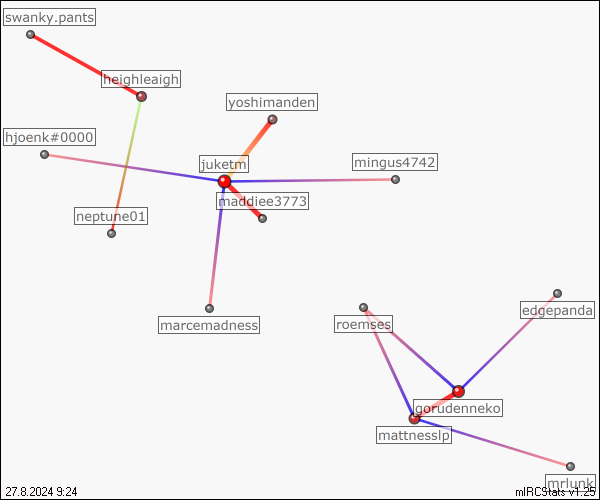 swanky.pants
heighleaigh
yoshimanden
hjoenk#0000
juketm
mingus4742
maddiee3773
neptune01
marcemadness
edgepanda
roemses
gorudenneko
mattnesslp
mrlunk
27.8.2024 9:24
mIRCStats v1.25